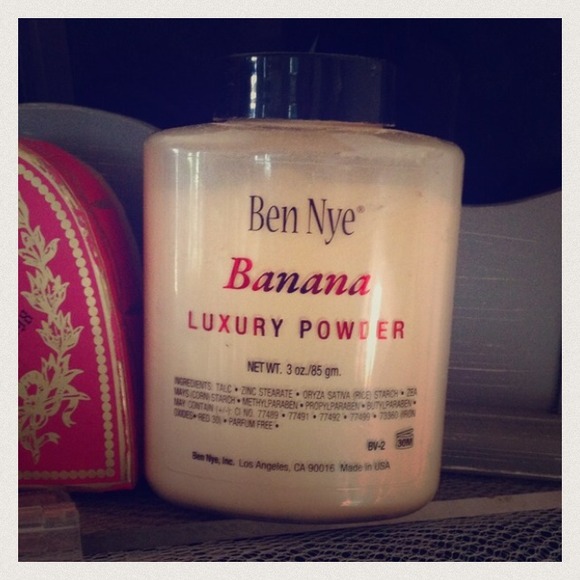 Ben Nye®
Banana
LUXURY POWDER
NET WT. 3 oz./85 gm.
INGREDIENTS: TALC • ZINC STEARATE • ORYZA SATIVA (RICE) STARCH • ZEA
MAYS (CORN) STARCH • METHYLPARABEN • PROPYLPARABEN • BUTYLPARABEN •
MAY CONTAIN (+/-): CI NO. 77489 • 77491 • 77492 • 77499 • 73360 (IRON
OXIDES • RED 30) • PARFUM FREE •
BV-2
Ben Nye, Inc. Los Angeles, CA 90016 Made in USA